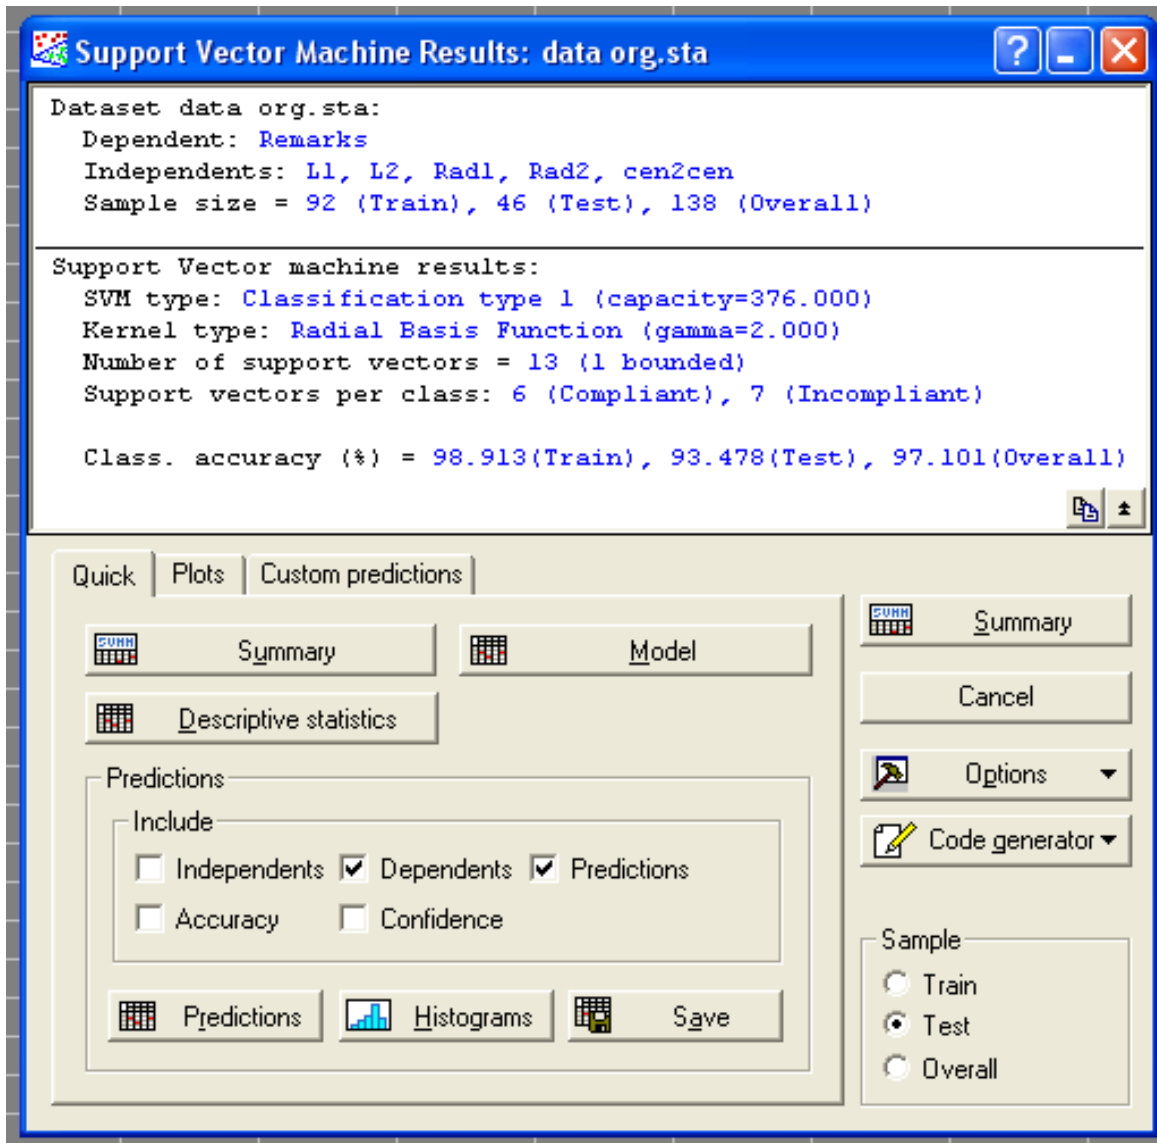 Support Vector Machine Results: data org.sta
Dataset data org.sta:
Dependent: Remarks
Independents: L1, L2, Rad1, Rad2, cen2cen
Sample size = 92 (Train), 46 (Test), 138 (Overall)
Support Vector machine results:
SVM type: Classification type 1 (capacity=376.000)
Kernel type: Radial Basis Function (gamma=2.000)
Number of support vectors = 13 (1 bounded)
Support vectors per class: 6 (Compliant), 7 (Incompliant)
Class. accuracy (%) = 98.913(Train), 93.478(Test), 97.101(Overall)
Quick Plots Custom predictions
Summary Model
Descriptive statistics
Predictions
Include
Independents Dependents Predictions
Accuracy Confidence
Predictions Histograms Save
Summary
Cancel
Options
Code generator
Sample
Train
Test
Overall